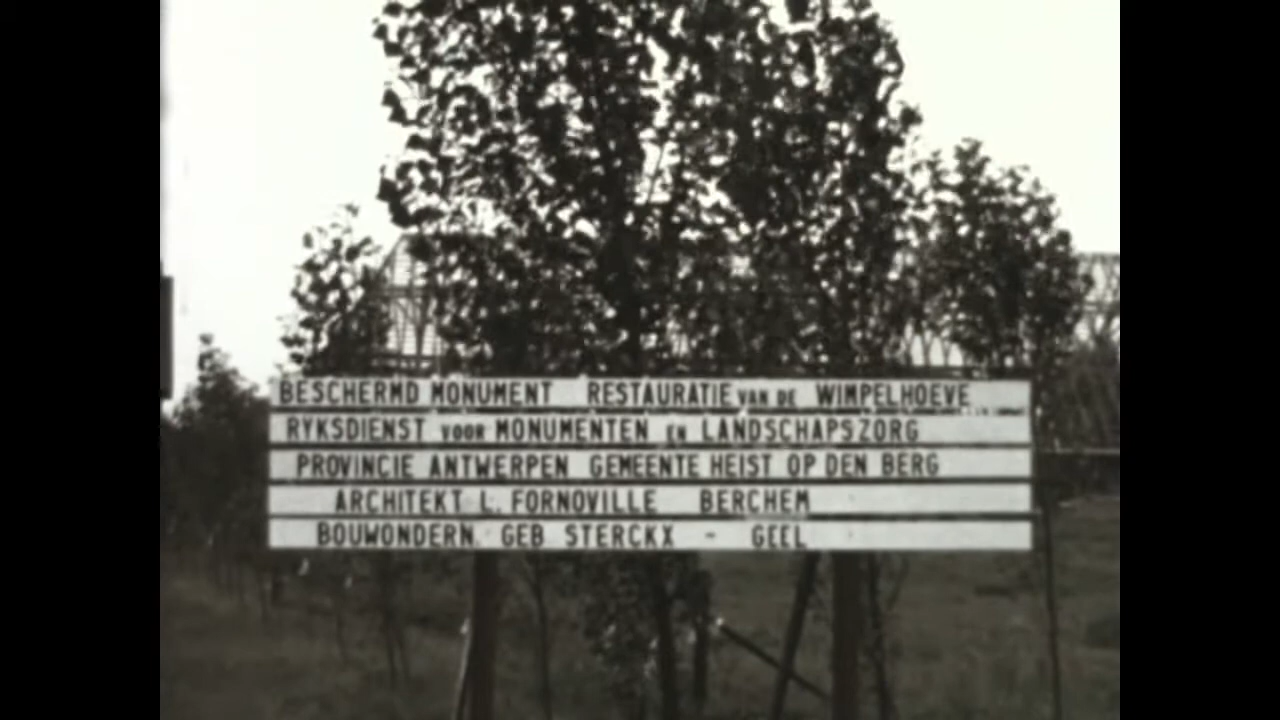 BESCHERMD MONUMENT RESTAURATIE VAN DE WIMPELHOEVE
RYKSDIENST VOOR MONUMENTEN EN LANDSCHAPSZORG
PROVINCIE ANTWERPEN GEMEENTE HEIST OP DEN BERG
ARCHITEKT L. FORNOVILLE BERCHEM
BOUWONDERN. GEB STERCKX - GEEL